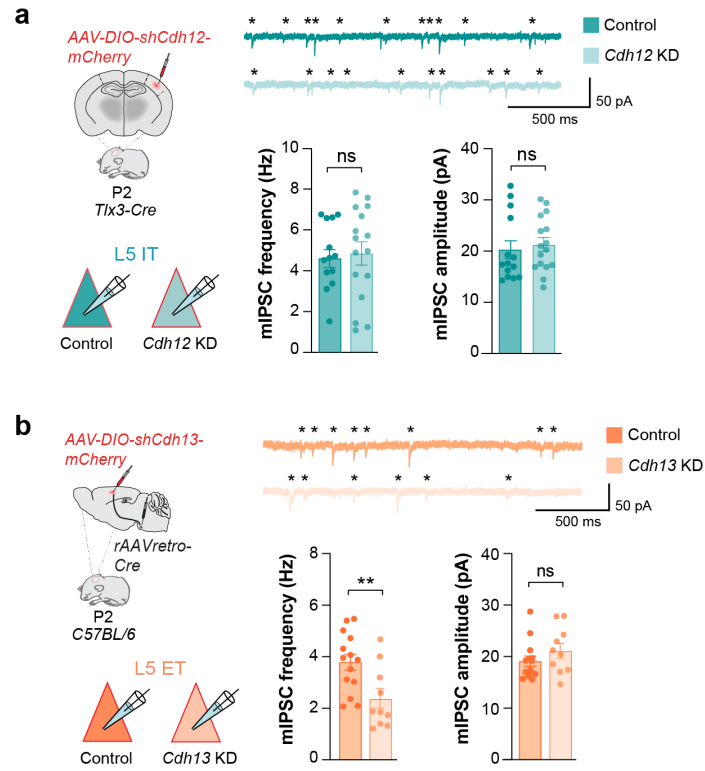 a
AAV-DIO-shCdh12-
mCherry
P2
Tlx3-Cre
L5 IT
Control
Cdh12 KD
* * ** * * *** * *
* ** * * * ** * * *
Control
Cdh12 KD
50 pA
500 ms
mIPSC frequency (Hz)
10
8
6
4
2
0
ns
mIPSC amplitude (pA)
40
30
20
10
0
ns
b
AAV-DIO-shCdh13-
mCherry
rAAVretro-
Cre
P2
C57BL/6
L5 ET
Control
Cdh13 KD
* * * * * * * *
* * * * * *
Control
Cdh13 KD
50 pA
500 ms
mIPSC frequency (Hz)
8
6
4
2
0
**
mIPSC amplitude (pA)
40
30
20
10
0
ns